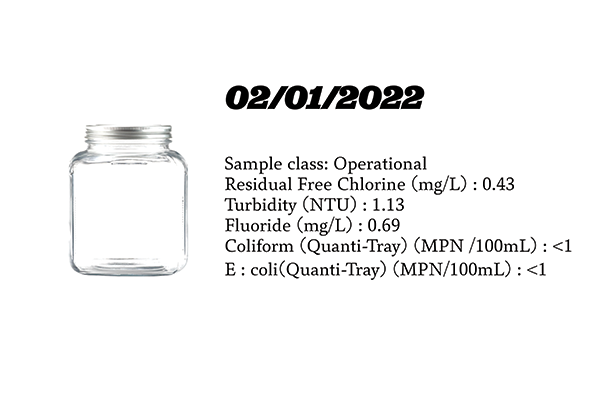 02/01/2022
Sample class: Operational
Residual Free Chlorine (mg/L) : 0.43
Turbidity (NTU) : 1.13
Fluoride (mg/L) : 0.69
Coliform (Quanti-Tray) (MPN /100mL) : <1
E : coli(Quanti-Tray) (MPN/100mL) : <1